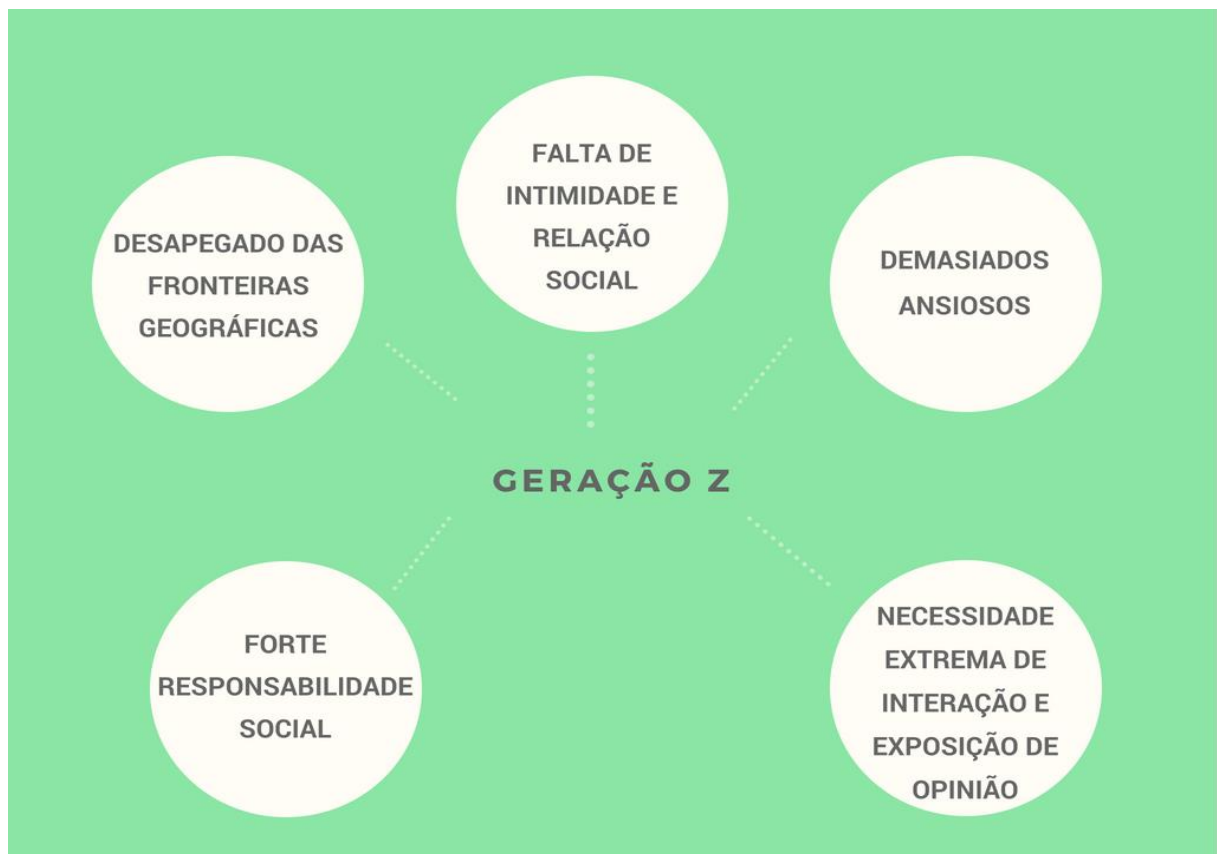 FALTA DE
INTIMIDADE E
RELAÇÃO
SOCIAL
DESAPEGADO DAS
FRONTEIRAS
GEOGRÁFICAS
DEMASIADOS
ANSIOSOS
GERAÇÃO Z
FORTE
RESPONSABILIDADE
SOCIAL
NECESSIDADE
EXTREMA DE
INTERAÇÃO E
EXPOSIÇÃO DE
OPINIÃO